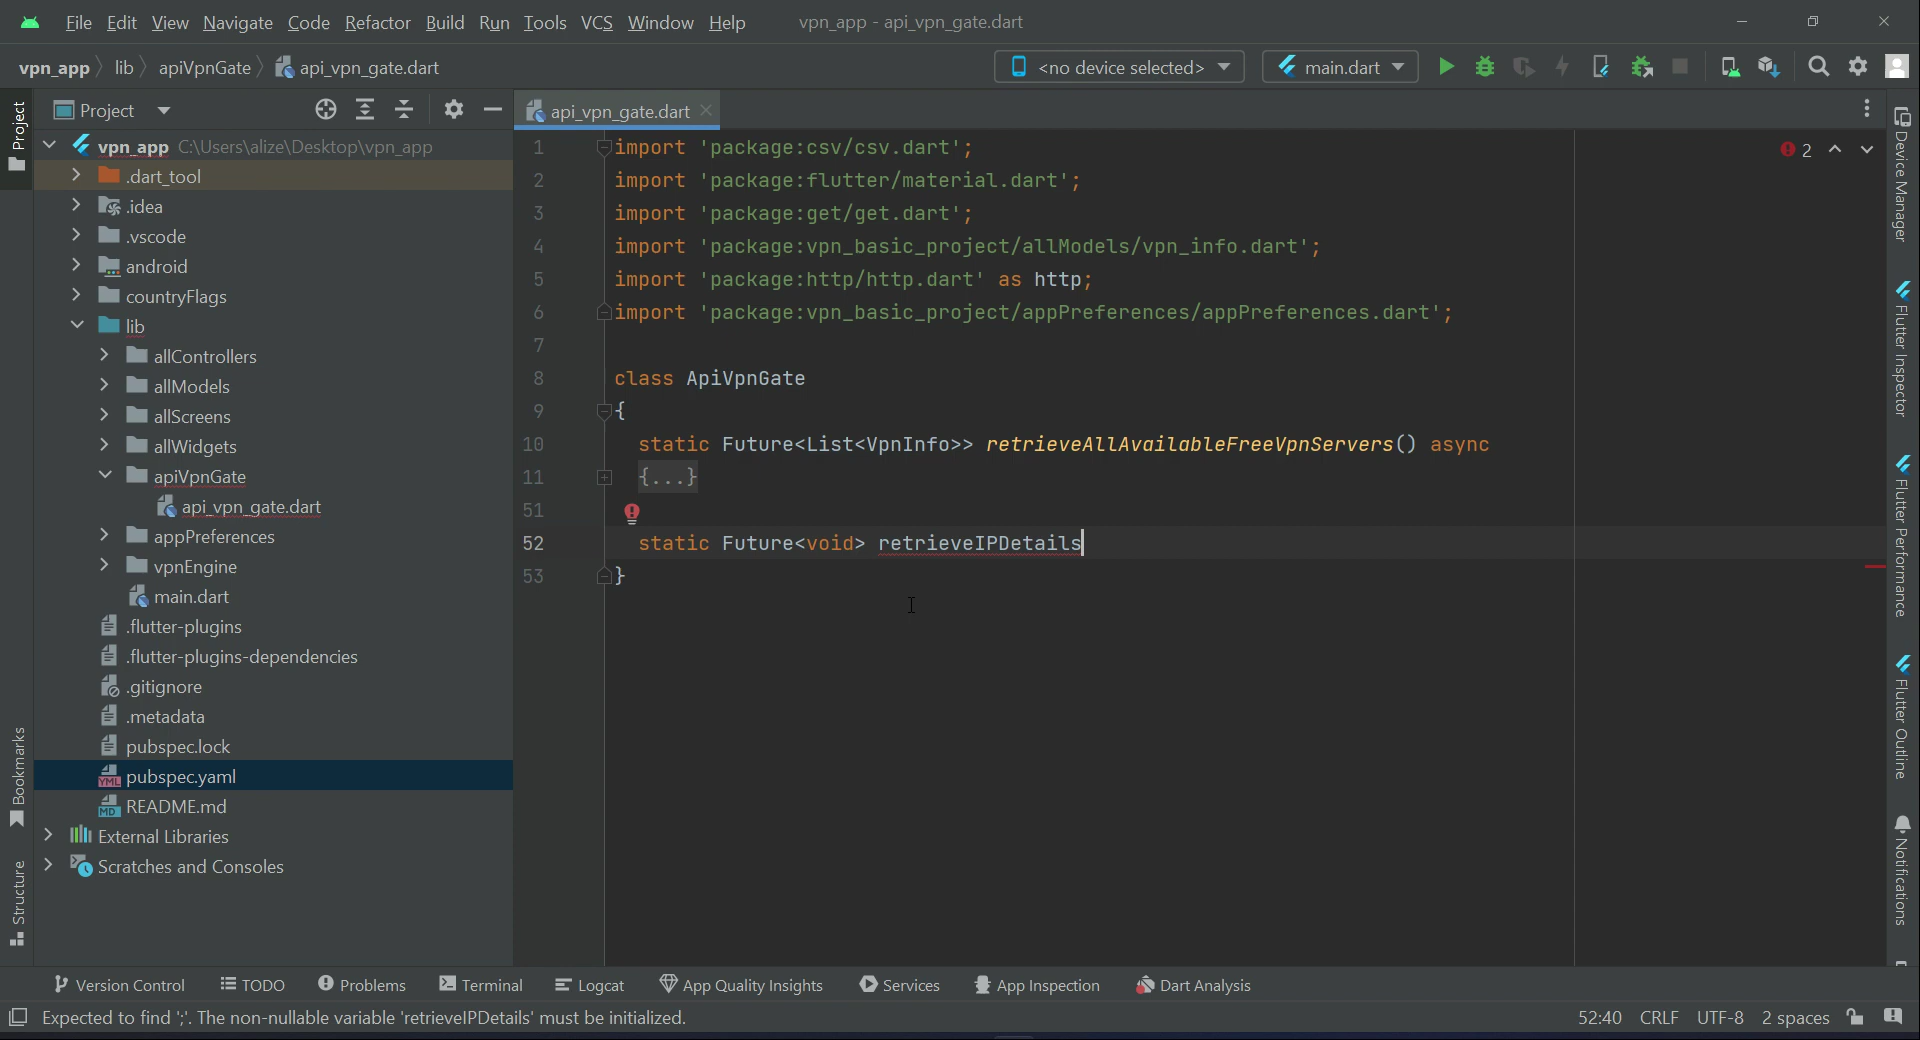 File Edit View Navigate Code Refactor Build Run Tools VCS Window Help vpn_app - api_vpn_gate.dart
vpn_app lib apiVpnGate api_vpn_gate.dart <no device selected> main.dart
Project
Project
api_vpn_gate.dart
vpn_app C:\Users\alize\Desktop\vpn_app
.dart_tool
.idea
.vscode
android
countryFlags
lib
allControllers
allModels
allScreens
allWidgets
apiVpnGate
api_vpn_gate.dart
appPreferences
vpnEngine
main.dart
.flutter-plugins
.flutter-plugins-dependencies
.gitignore
.metadata
pubspec.lock
pubspec.yaml
README.md
External Libraries
Scratches and Consoles
Bookmarks
Structure
1 import 'package:csv/csv.dart';
2 import 'package:flutter/material.dart';
3 import 'package:get/get.dart';
4 import 'package:vpn_basic_project/allModels/vpn_info.dart';
5 import 'package:http/http.dart' as http;
6 import 'package:vpn_basic_project/appPreferences/appPreferences.dart';
7
8 class ApiVpnGate
9 {
10 static Future<List<VpnInfo>> retrieveAllAvailableFreeVpnServers() async
11 {...}
51
52 static Future<void> retrieveIPDetails
53 }
2
Device Manager
Flutter Inspector
Flutter Performance
Flutter Outline
Notifications
Version Control TODO Problems Terminal Logcat App Quality Insights Services App Inspection Dart Analysis
Expected to find ';'. The non-nullable variable 'retrieveIPDetails' must be initialized. 52:40 CRLF UTF-8 2 spaces